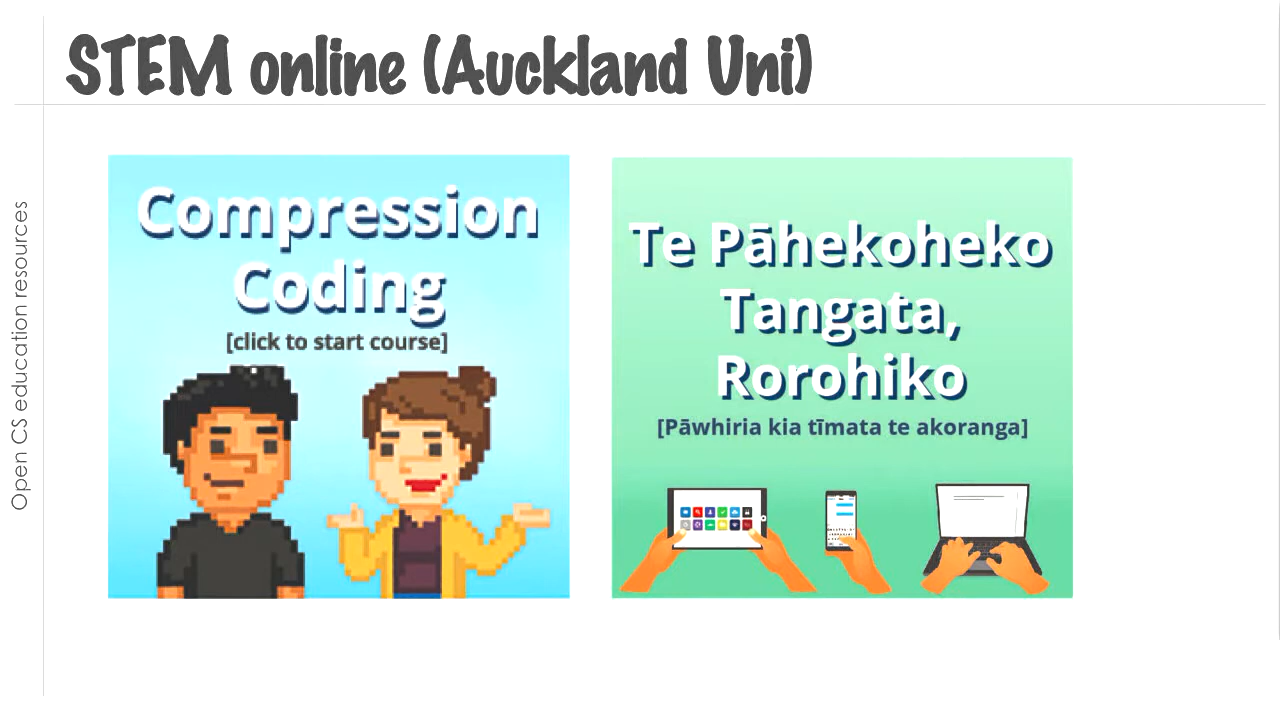 STEM online (Auckland Uni)
Open CS education resources
Compression
Coding
[click to start course]
Te Pāhekoheko
Tangata,
Rorohiko
[Pāwhiria kia tīmata te akoranga]